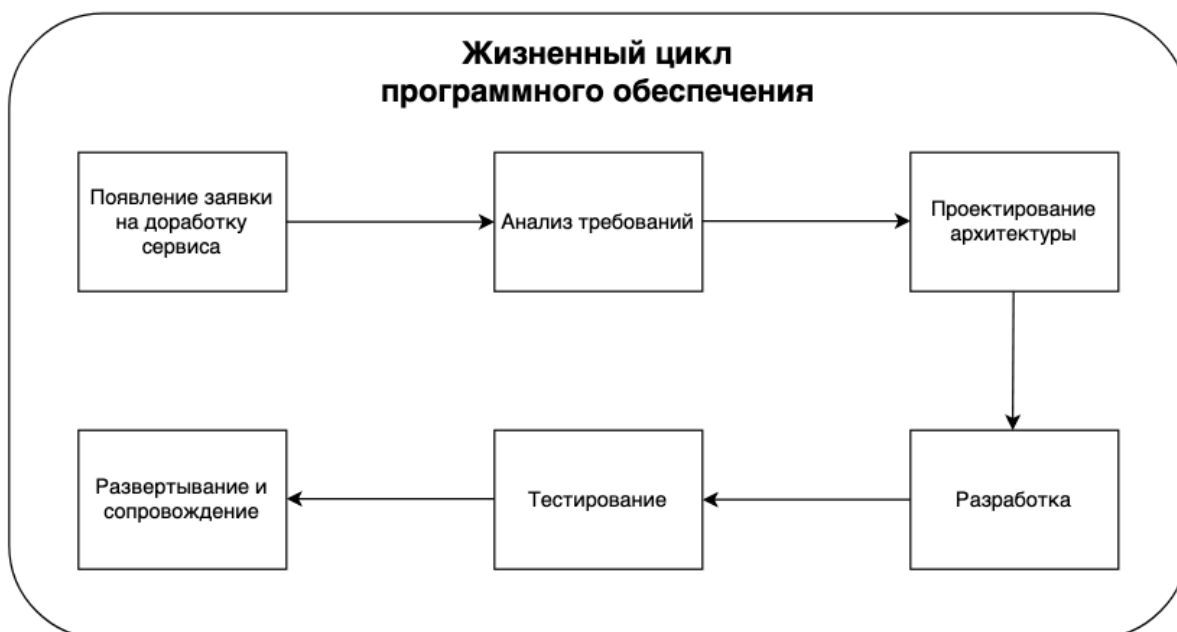 Жизненный цикл
программного обеспечения
Появление заявки
на доработку
сервиса
Анализ требований
Проектирование
архитектуры
Разработка
Тестирование
Развертывание и
сопровождение